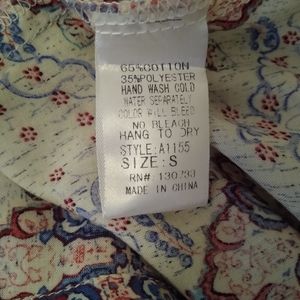 65%COTTON
35%POLYESTER
HAND WASH COLD
WATER SEPARATELY
COLOR WILL BLEED
NO BLEACH
HANG TO DRY
STYLE:A1155
SIZE: S
RN# 130733
MADE IN CHINA